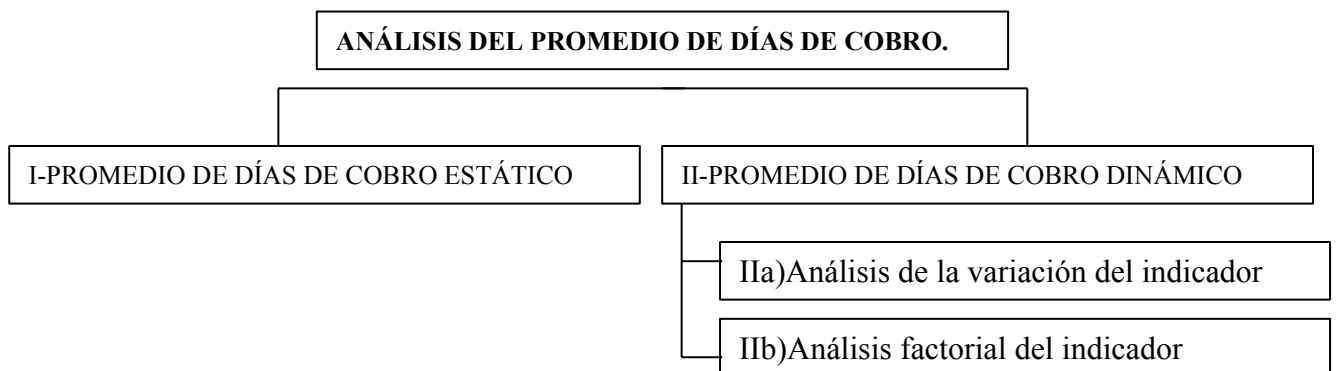 ANÁLISIS DEL PROMEDIO DE DÍAS DE COBRO.
I-PROMEDIO DE DÍAS DE COBRO ESTÁTICO
II-PROMEDIO DE DÍAS DE COBRO DINÁMICO
IIa)Análisis de la variación del indicador
IIb)Análisis factorial del indicador